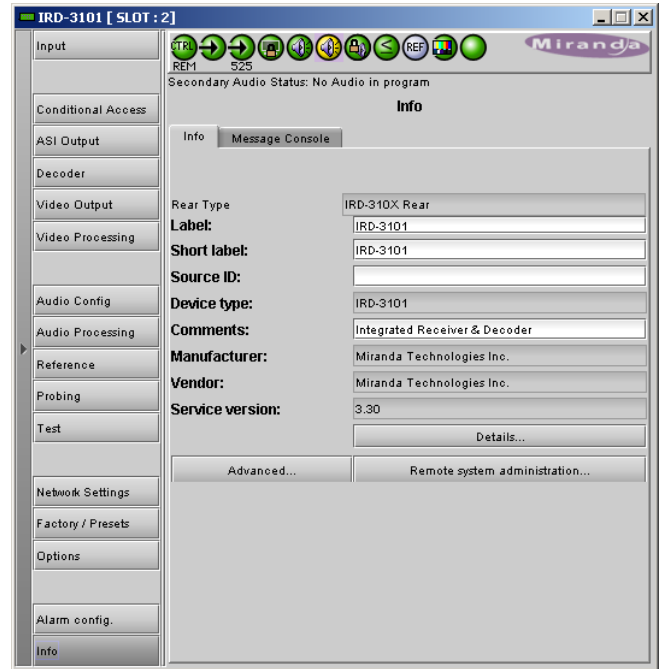 IRD-3101 [ SLOT : 2]
Input
Conditional Access
ASI Output
Decoder
Video Output
Video Processing
Audio Config
Audio Processing
Reference
Probing
Test
Network Settings
Factory / Presets
Options
Alarm config.
Info
CTRL REF Miranda
REM 525
Secondary Audio Status: No Audio in program
Info
Info Message Console
Rear Type IRD-310X Rear
Label: IRD-3101
Short label: IRD-3101
Source ID:
Device type: IRD-3101
Comments: Integrated Receiver & Decoder
Manufacturer: Miranda Technologies Inc.
Vendor: Miranda Technologies Inc.
Service version: 3.30
Details...
Advanced... Remote system administration...